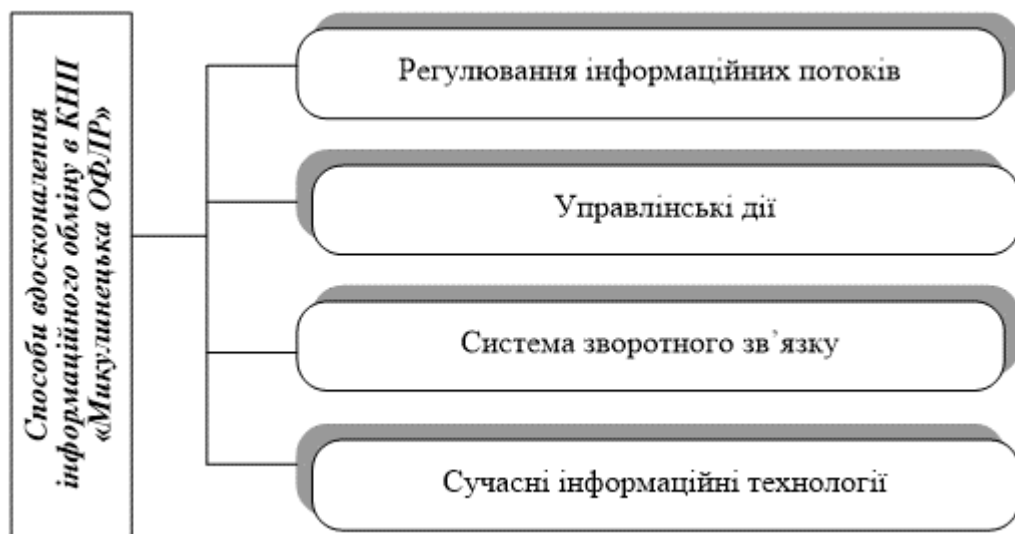 Способи вдосконалення
інформаційного обміну в КНП
«Микулинецька ОФЛР»
Регулювання інформаційних потоків
Управлінські дії
Система зворотного зв’язку
Сучасні інформаційні технології